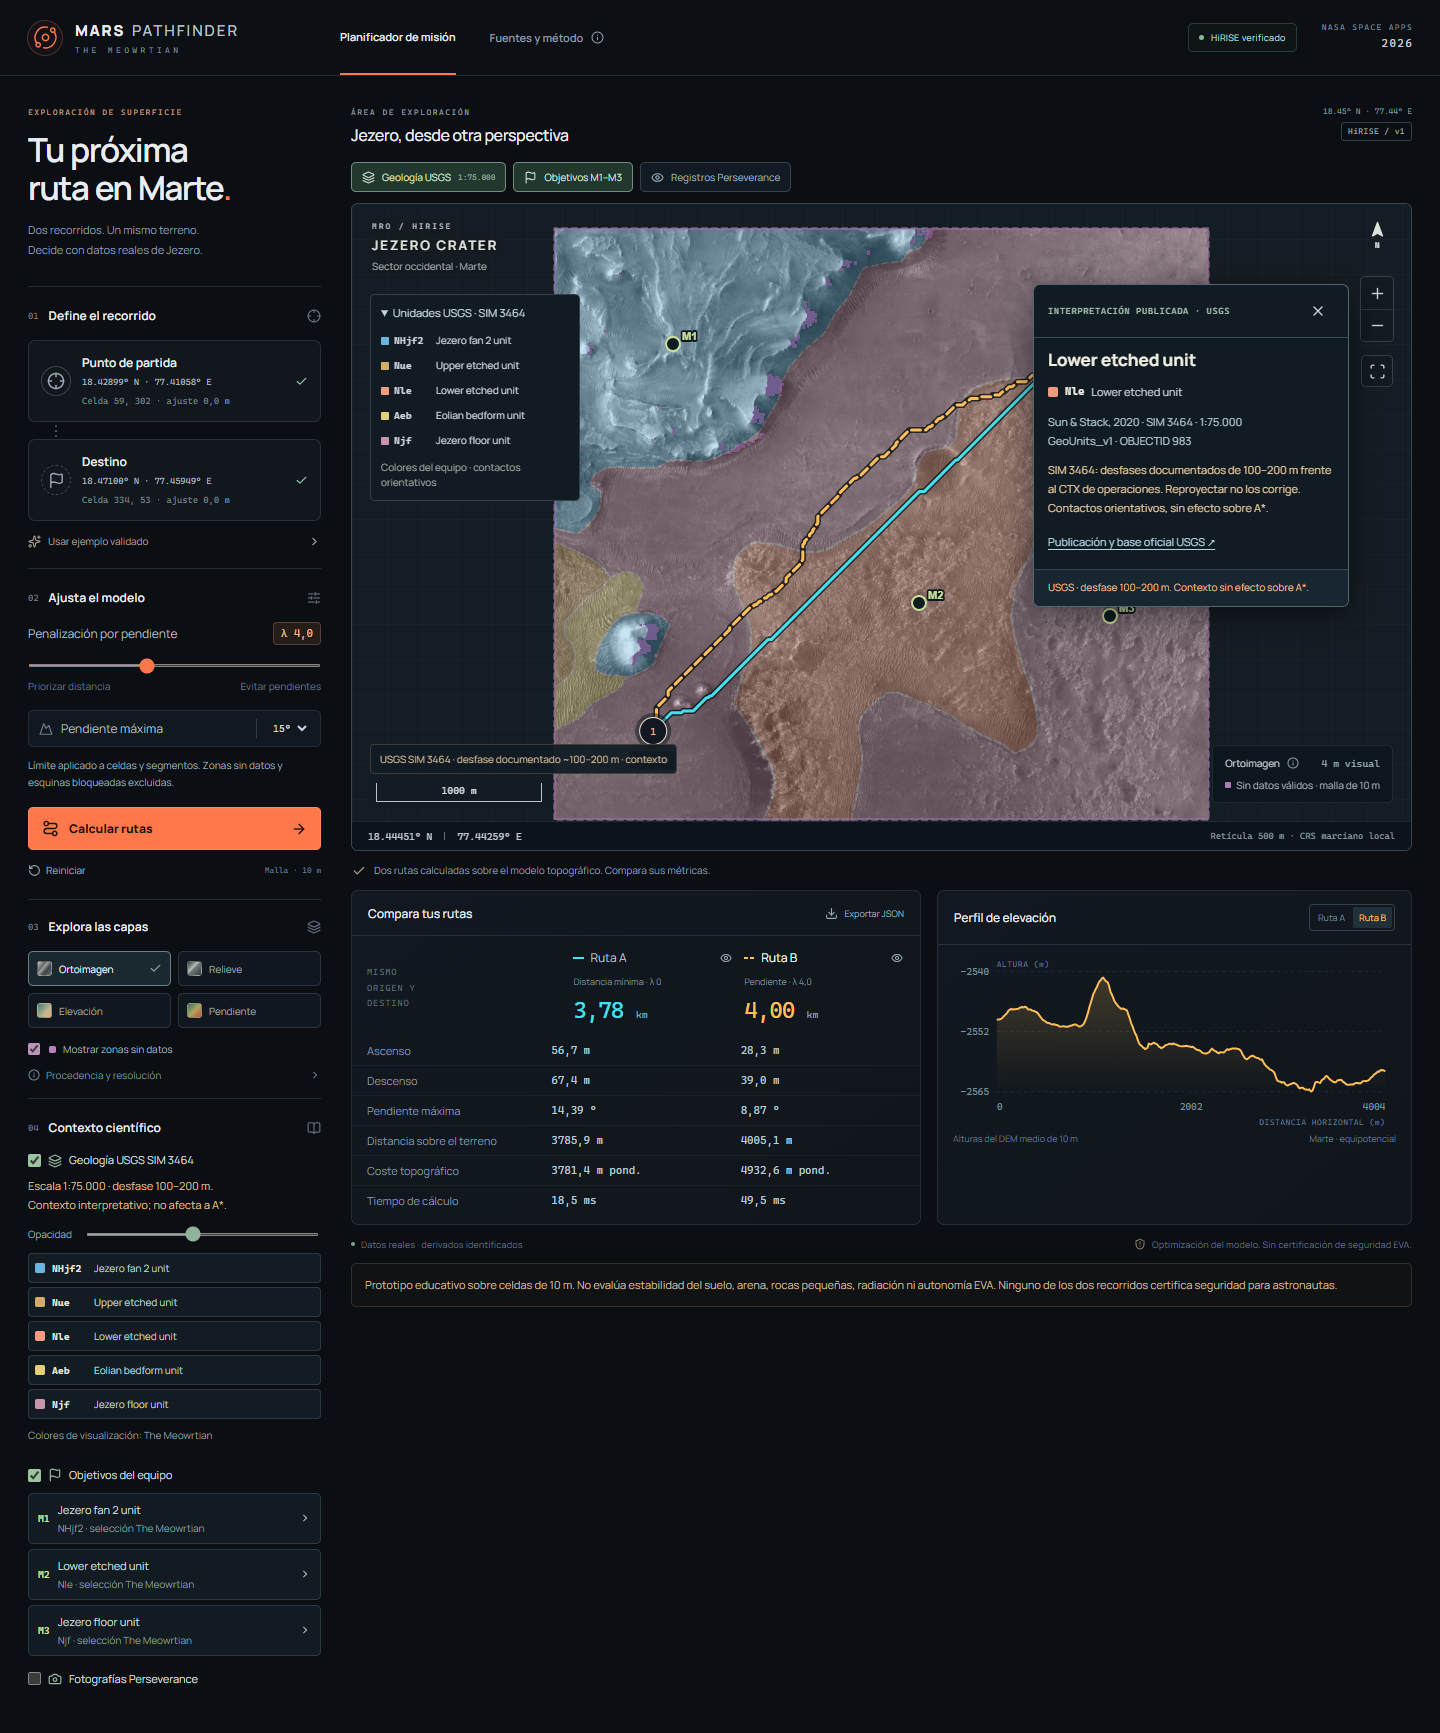 MARS PATHFINDER
THE MEOWRTIAN
Planificador de misión
Fuentes y método
HiRISE verificado
NASA SPACE APPS
2026
EXPLORACIÓN DE SUPERFICIE
Tu próxima
ruta en Marte.
Dos recorridos. Un mismo terreno.
Decide con datos reales de Jezero.
01 Define el recorrido
Punto de partida
18.42899° N · 77.41058° E
Celda 59, 302 · ajuste 0,0 m
Destino
18.47100° N · 77.45949° E
Celda 334, 53 · ajuste 0,0 m
Usar ejemplo validado
02 Ajusta el modelo
Penalización por pendiente
λ 4,0
Priorizar distancia
Evitar pendientes
Pendiente máxima
15°
Límite aplicado a celdas y segmentos. Zonas sin datos y
esquinas bloqueadas excluidas.
Calcular rutas
Reiniciar
Malla · 10 m
03 Explora las capas
Ortoimagen
Relieve
Elevación
Pendiente
Mostrar zonas sin datos
Procedencia y resolución
04 Contexto científico
Geología USGS SIM 3464
Escala 1:75.000 · desfase 100–200 m.
Contexto interpretativo; no afecta a A*.
Opacidad
NHjf2 Jezero fan 2 unit
Nue Upper etched unit
Nle Lower etched unit
Aeb Eolian bedform unit
Njf Jezero floor unit
Colores de visualización: The Meowrtian
Objetivos del equipo
M1 Jezero fan 2 unit
NHjf2 · selección The Meowrtian
M2 Lower etched unit
Nle · selección The Meowrtian
M3 Jezero floor unit
Njf · selección The Meowrtian
Fotografías Perseverance
ÁREA DE EXPLORACIÓN
Jezero, desde otra perspectiva
18.45° N · 77.44° E
HiRISE / v1
Geología USGS 1:75.000
Objetivos M1–M3
Registros Perseverance
MRO / HIRISE
JEZERO CRATER
Sector occidental · Marte
▼ Unidades USGS · SIM 3464
NHjf2 Jezero fan 2 unit
Nue Upper etched unit
Nle Lower etched unit
Aeb Eolian bedform unit
Njf Jezero floor unit
Colores del equipo · contactos
orientativos
M1
M2
M3
1
N
INTERPRETACIÓN PUBLICADA · USGS
Lower etched unit
Nle Lower etched unit
Sun & Stack, 2020 · SIM 3464 · 1:75.000
GeoUnits_v1 · OBJECTID 983
SIM 3464: desfases documentados de 100–200 m frente
al CTX de operaciones. Reproyectar no los corrige.
Contactos orientativos, sin efecto sobre A*.
Publicación y base oficial USGS ↗
USGS · desfase 100–200 m. Contexto sin efecto sobre A*.
USGS SIM 3464 · desfase documentado ~100–200 m · contexto
1000 m
Ortoimagen
4 m visual
Sin datos válidos · malla de 10 m
18.44451° N | 77.44259° E
Retícula 500 m · CRS marciano local
Dos rutas calculadas sobre el modelo topográfico. Compara sus métricas.
Compara tus rutas
Exportar JSON
MISMO
ORIGEN Y
DESTINO
Ruta A
Distancia mínima · λ 0
3,78 km
Ruta B
Pendiente · λ 4,0
4,00 km
Ascenso 56,7 m 28,3 m
Descenso 67,4 m 39,0 m
Pendiente máxima 14,39 ° 8,87 °
Distancia sobre el terreno 3785,9 m 4005,1 m
Coste topográfico 3781,4 m pond. 4932,6 m pond.
Tiempo de cálculo 18,5 ms 49,5 ms
Perfil de elevación
Ruta A
Ruta B
ALTURA (m)
−2540
−2552
−2565
0 2002 4004
DISTANCIA HORIZONTAL (m)
Alturas del DEM medio de 10 m
Marte · equipotencial
Datos reales · derivados identificados
Optimización del modelo. Sin certificación de seguridad EVA.
Prototipo educativo sobre celdas de 10 m. No evalúa estabilidad del suelo, arena, rocas pequeñas, radiación ni autonomía EVA. Ninguno de los dos recorridos certifica seguridad para astronautas.